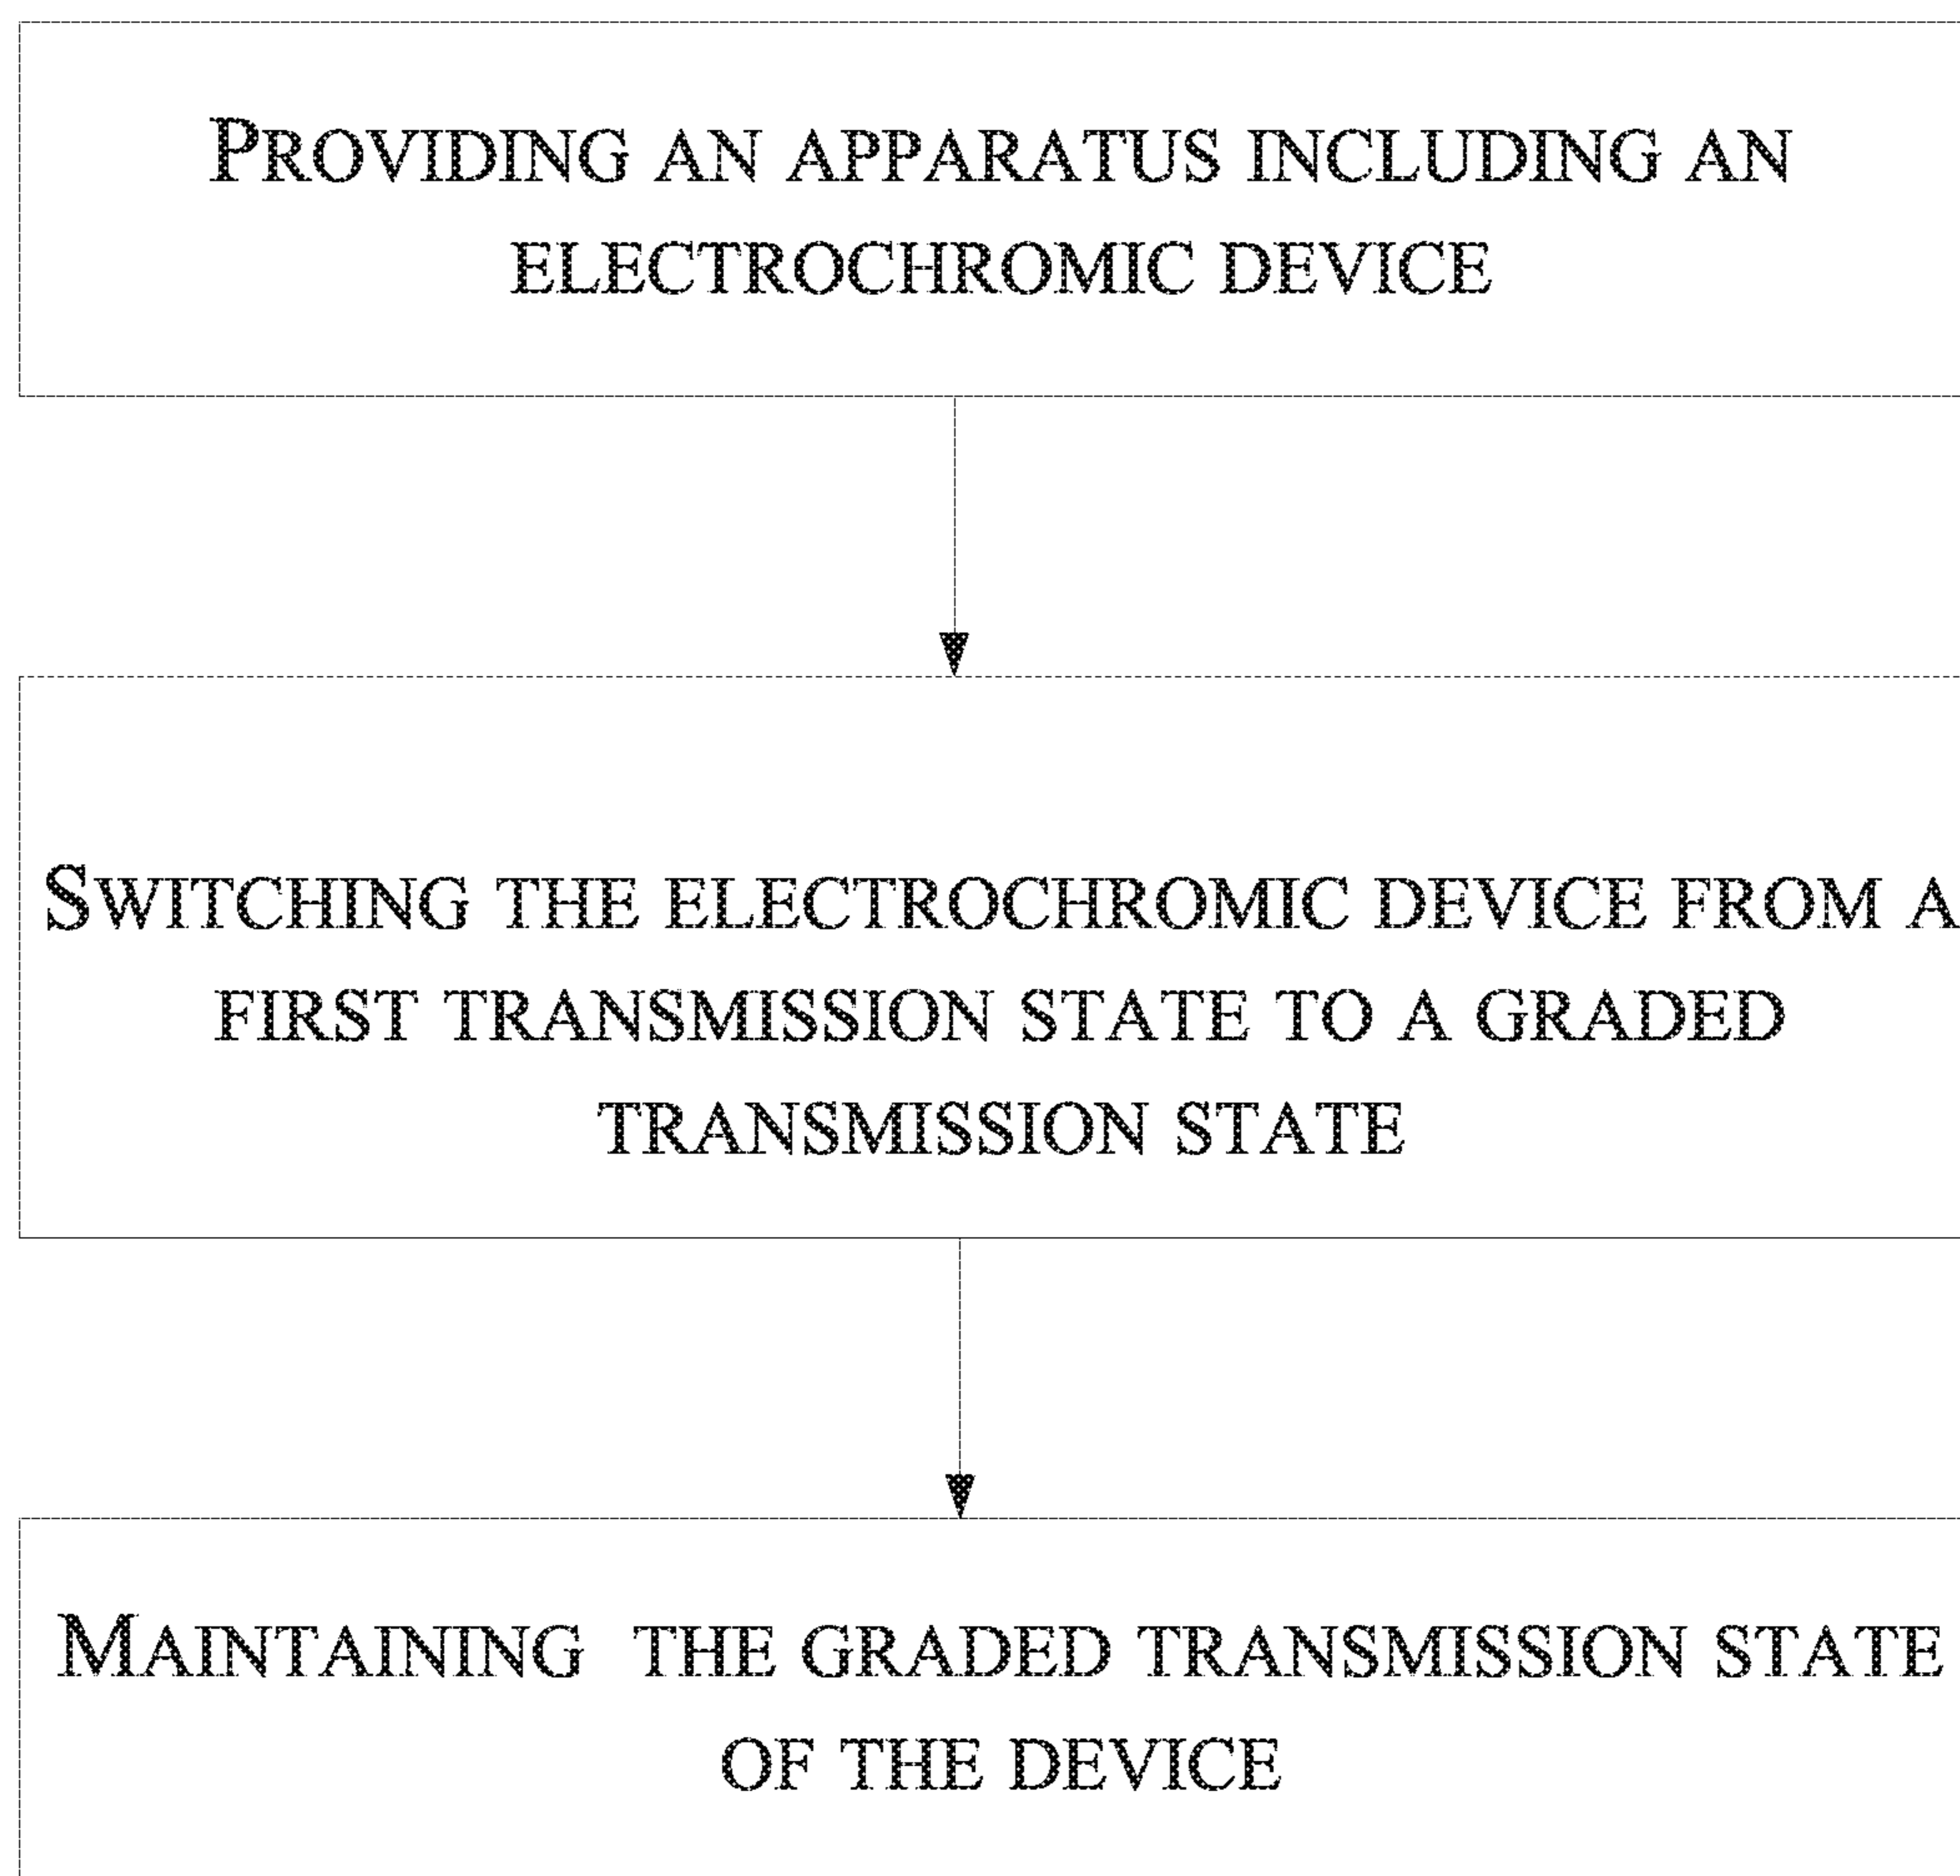 PROVIDING AN APPARATUS INCLUDING AN
ELECTROCHROMIC DEVICE
SWITCHING THE ELECTROCHROMIC DEVICE FROM A
FIRST TRANSMISSION STATE TO A GRADED
TRANSMISSION STATE
MAINTAINING THE GRADED TRANSMISSION STATE
OF THE DEVICE